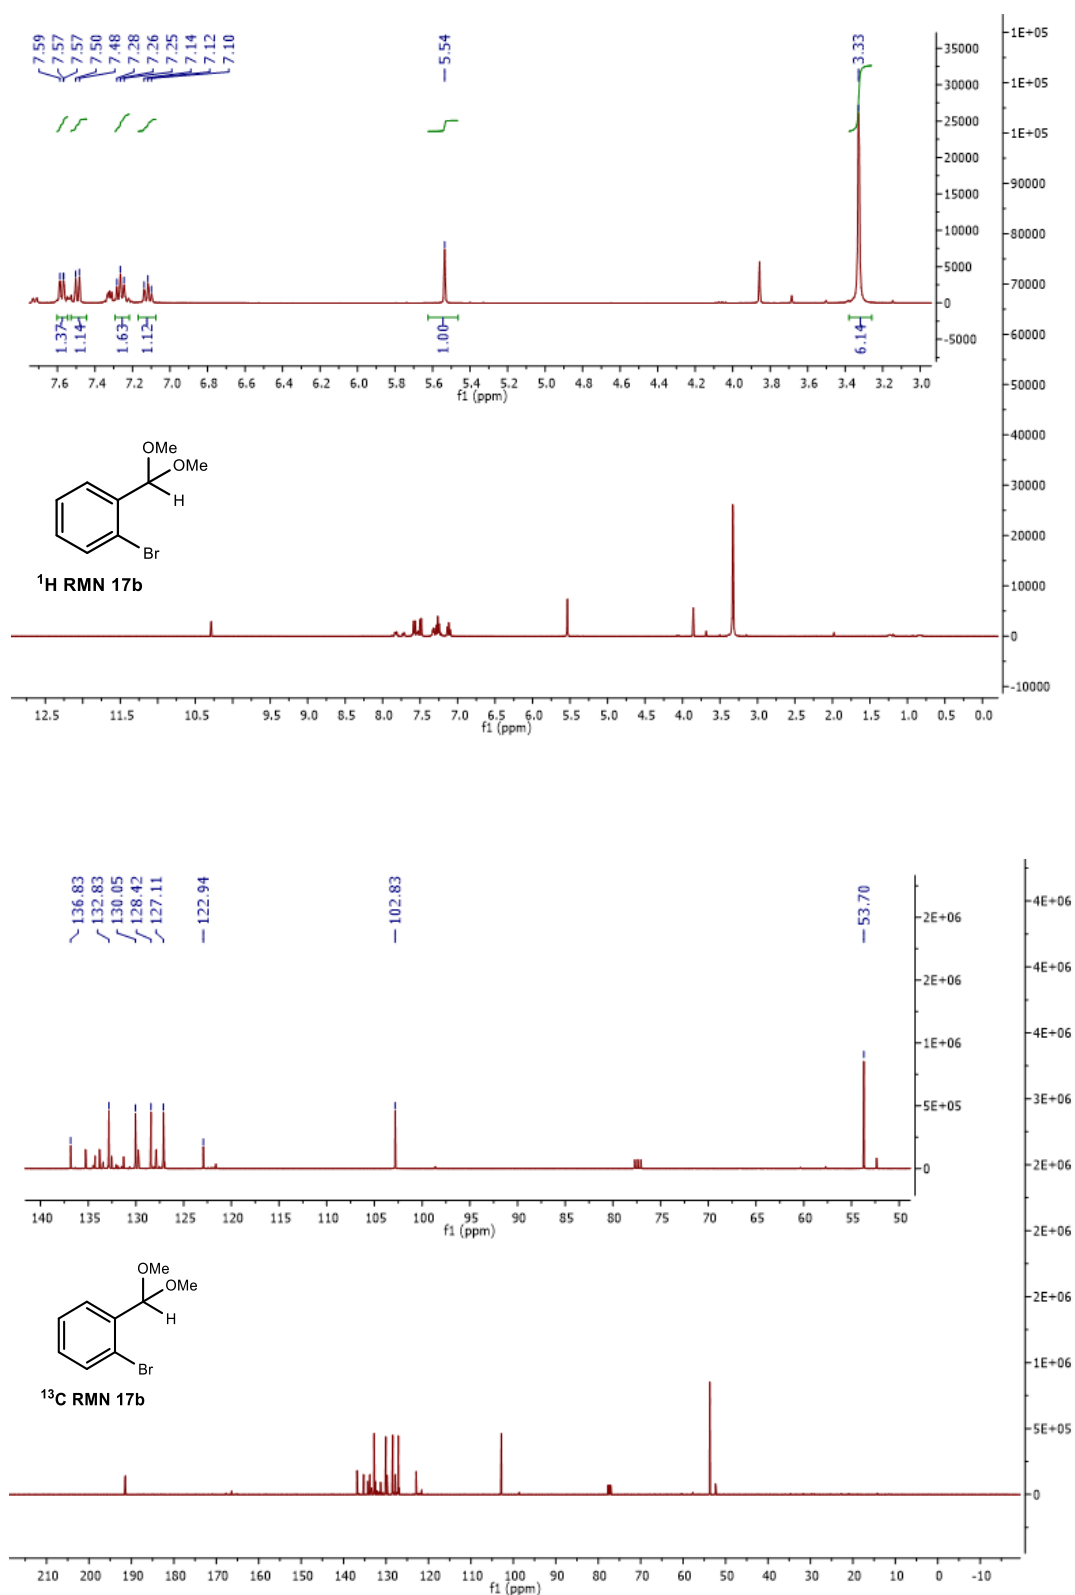 7.59
7.57
7.57
7.50
7.48
7.28
7.26
7.25
7.14
7.12
7.10
5.54
3.33
1E+05
35000
30000
25000
20000
15000
10000
5000
0
-5000
1E+05
1E+05
90000
80000
70000
60000
50000
40000
30000
20000
10000
0
-10000
1.37
1.14
1.63
1.12
1.00
6.14
7.6 7.4 7.2 7.0 6.8 6.6 6.4 6.2 6.0 5.8 5.6 5.4 5.2 5.0 4.8 4.6 4.4 4.2 4.0 3.8 3.6 3.4 3.2 3.0
f1 (ppm)
OMe
OMe
H
Br
1H RMN 17b
12.5 11.5 10.5 9.5 9.0 8.5 8.0 7.5 7.0 6.5 6.0 5.5 5.0 4.5 4.0 3.5 3.0 2.5 2.0 1.5 1.0 0.5 0.0
f1 (ppm)
136.83
132.83
130.05
128.42
127.11
122.94
102.83
53.70
2E+06
2E+06
1E+06
5E+05
0
4E+06
4E+06
4E+06
3E+06
2E+06
2E+06
2E+06
1E+06
5E+05
0
140 135 130 125 120 115 110 105 100 95 90 85 80 75 70 65 60 55 50
f1 (ppm)
OMe
OMe
H
Br
13C RMN 17b
210 200 190 180 170 160 150 140 130 120 110 100 90 80 70 60 50 40 30 20 10 0 -10
f1 (ppm)